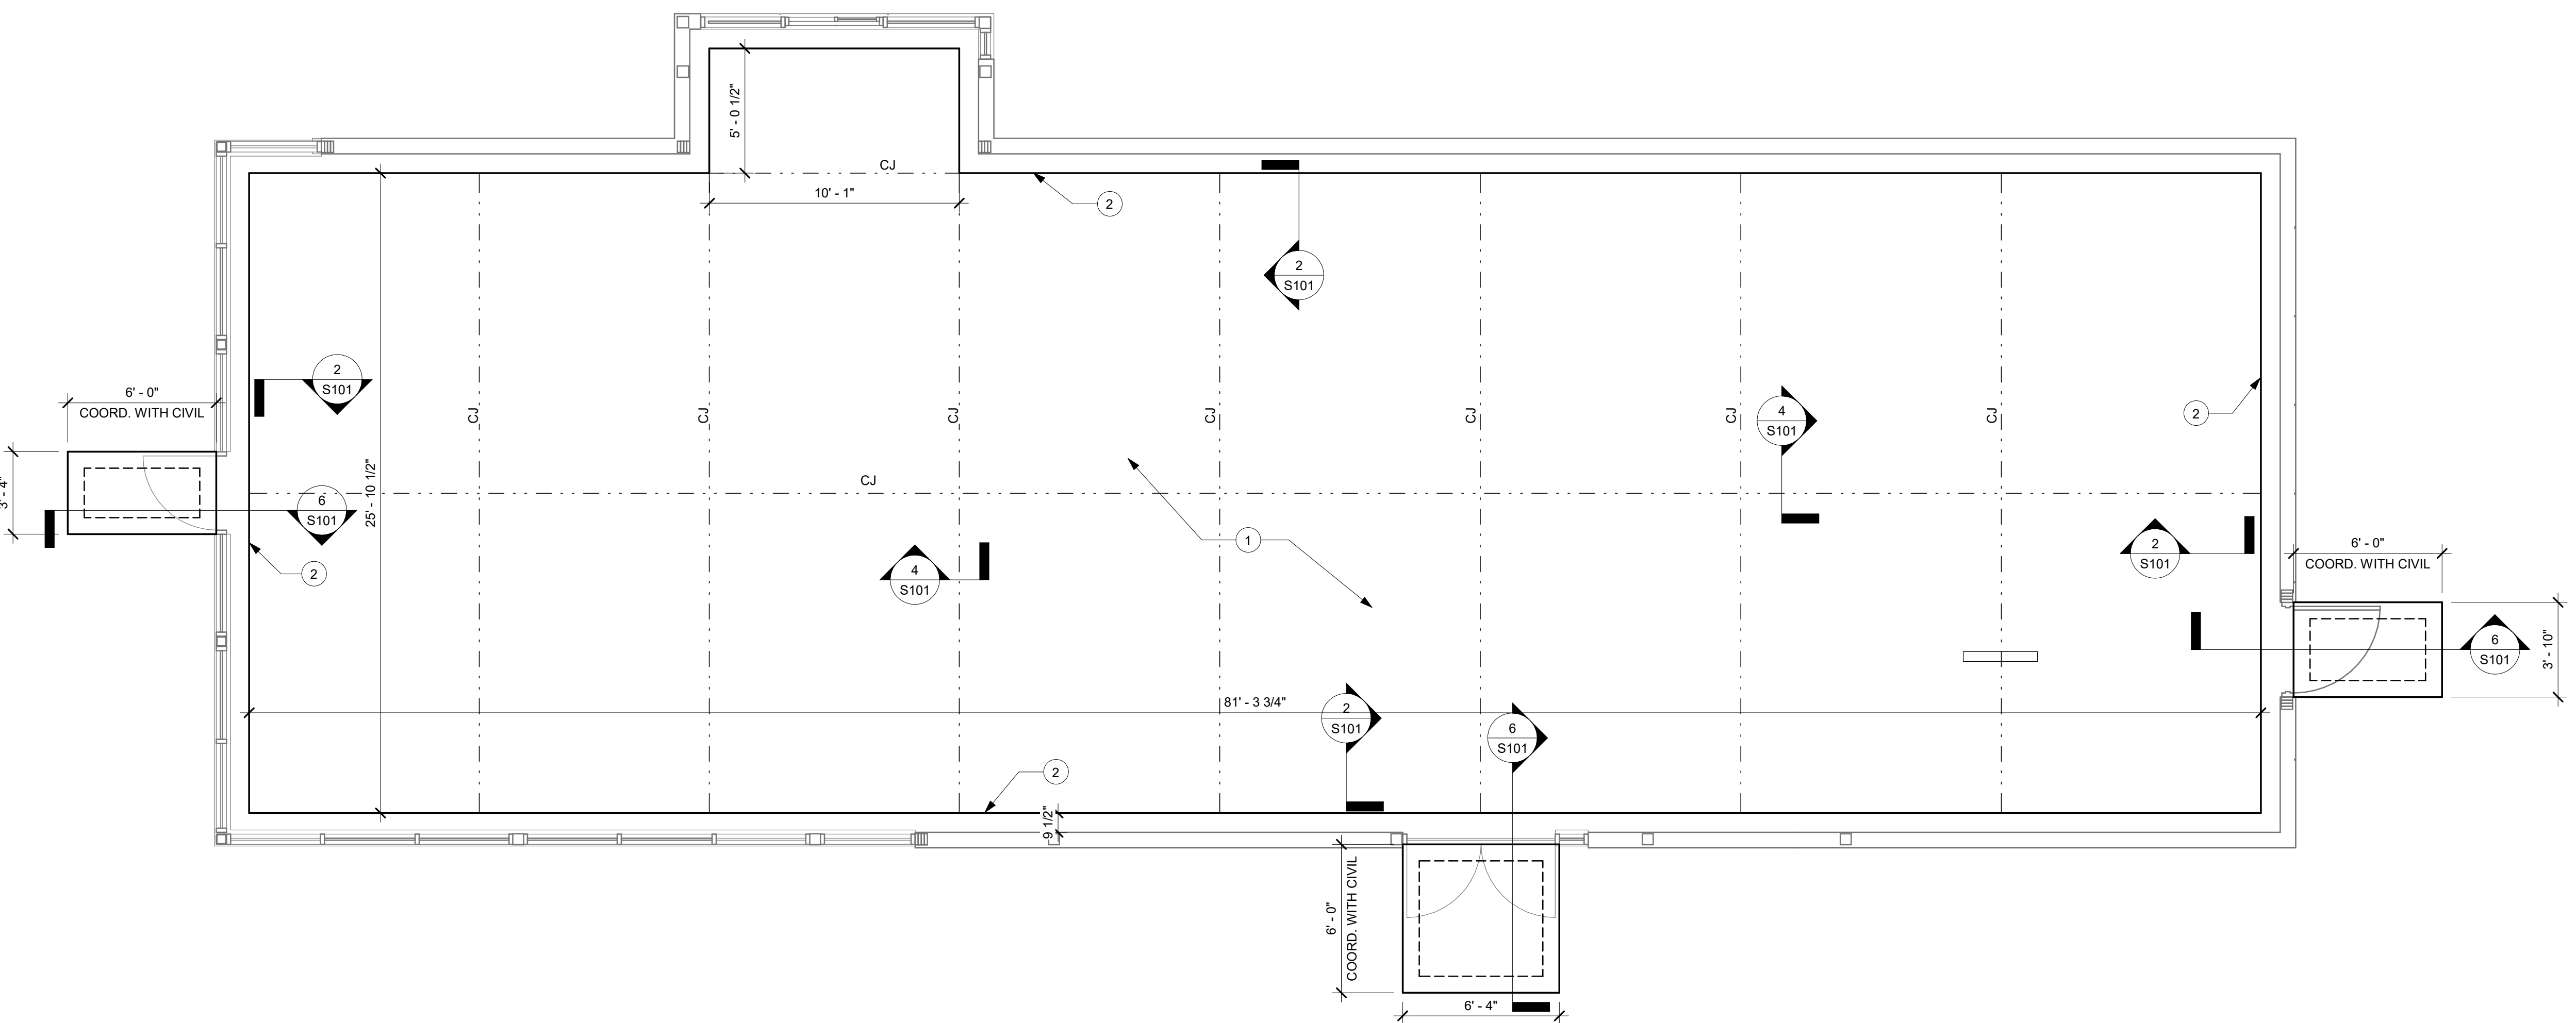 5' - 0 1/2"
CJ
10' - 1"
2
2
S101
2
S101
6' - 0"
COORD. WITH CIVIL
CJ
CJ
CJ
CJ
CJ
CJ
CJ
4
S101
2
3' - 4"
25' - 10 1/2"
CJ
6
S101
1
2
4
S101
2
S101
6' - 0"
COORD. WITH CIVIL
6
S101
3' - 10"
81' - 3 3/4"
2
S101
6
S101
2
9 1/2"
6' - 0"
COORD. WITH CIVIL
6' - 4"